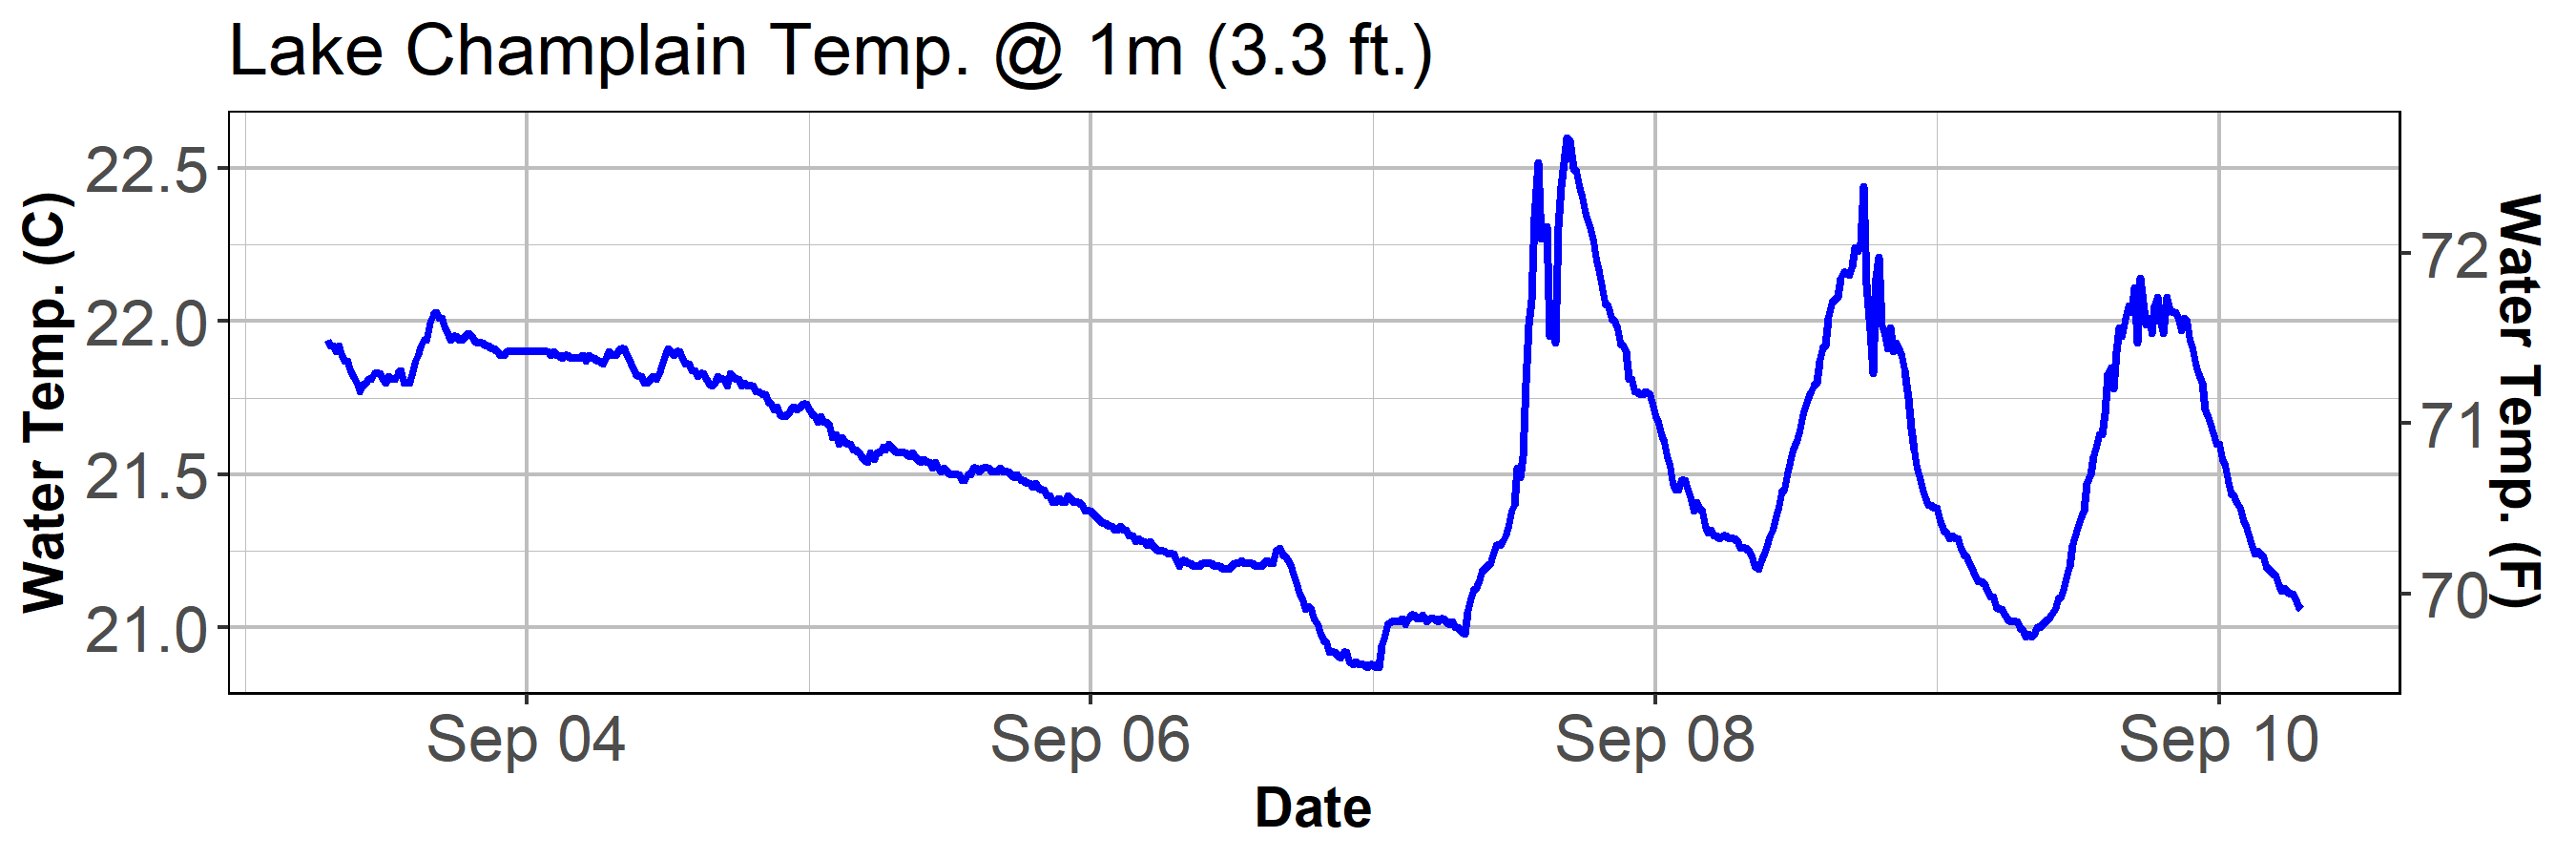 Lake Champlain Temp. @ 1m (3.3 ft.)
Water Temp. (C)
22.5
22.0
21.5
21.0
72
71
70
Water Temp. (F)
Sep 04
Sep 06
Sep 08
Sep 10
Date